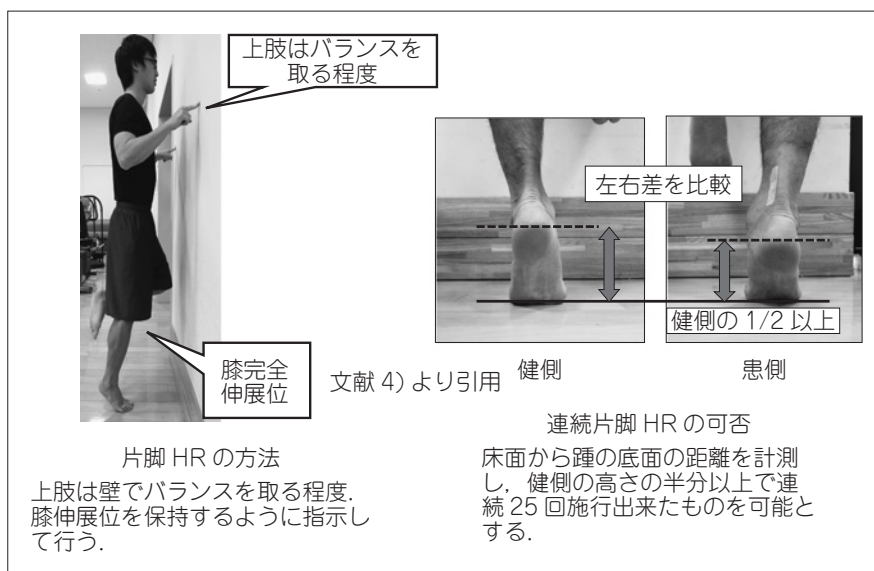 上肢はバランスを
取る程度
膝完全
伸展位
片脚 HR の方法
上肢は壁でバランスを取る程度.
膝伸展位を保持するように指示し
て行う.
文献 4) より引用
左右差を比較
健側の 1/2 以上
健側
患側
連続片脚 HR の可否
床面から踵の底面の距離を計測
し，健側の高さの半分以上で連
続 25 回施行出来たものを可能と
する.